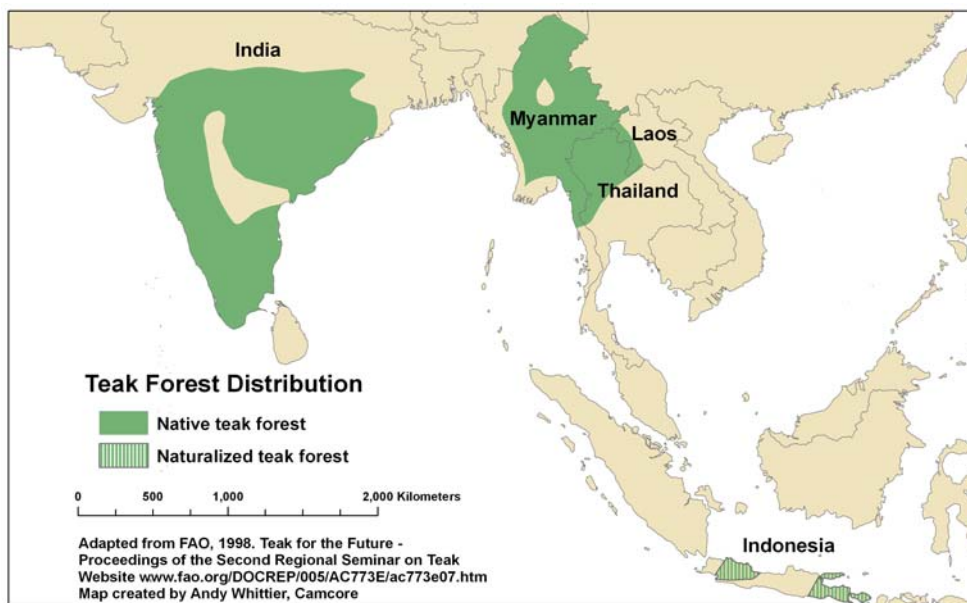 India
Myanmar
Laos
Thailand
Teak Forest Distribution
Native teak forest
Naturalized teak forest
0 500 1,000 2,000 Kilometers
Indonesia
Adapted from FAO, 1998. Teak for the Future -
Proceedings of the Second Regional Seminar on Teak
Website www.fao.org/DOCREP/005/AC773E/ac773e07.htm
Map created by Andy Whittier, Camcore